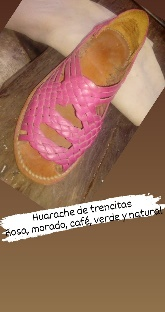 Huarache de trencitas
Rosa, morado, café, verde y natural